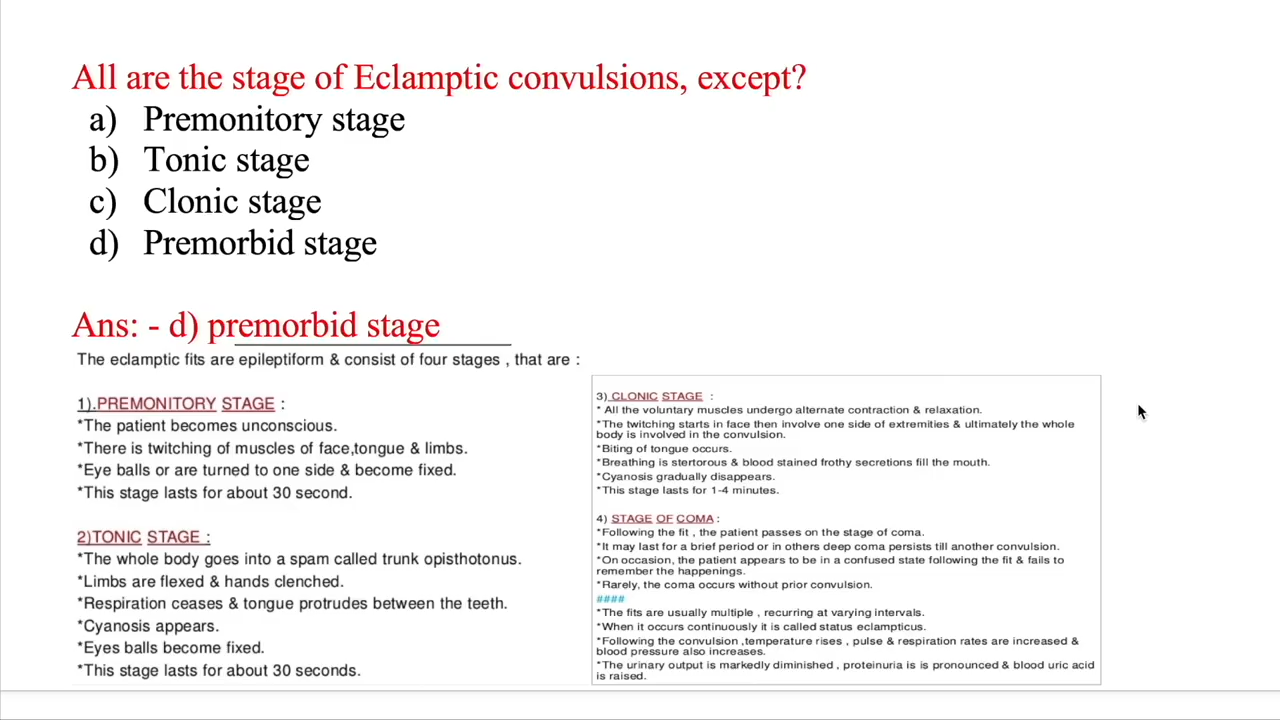 All are the stage of Eclamptic convulsions, except?
a) Premonitory stage
b) Tonic stage
c) Clonic stage
d) Premorbid stage
Ans: - d) premorbid stage
The eclamptic fits are epileptiform & consist of four stages , that are :
1).PREMONITORY STAGE :
*The patient becomes unconscious.
*There is twitching of muscles of face,tongue & limbs.
*Eye balls or are turned to one side & become fixed.
*This stage lasts for about 30 second.
2)TONIC STAGE :
*The whole body goes into a spam called trunk opisthotonus.
*Limbs are flexed & hands clenched.
*Respiration ceases & tongue protrudes between the teeth.
*Cyanosis appears.
*Eyes balls become fixed.
*This stage lasts for about 30 seconds.
3) CLONIC STAGE :
* All the voluntary muscles undergo alternate contraction & relaxation.
*The twitching starts in face then involve one side of extremities & ultimately the whole
body is involved in the convulsion.
*Biting of tongue occurs.
*Breathing is stertorous & blood stained frothy secretions fill the mouth.
*Cyanosis gradually disappears.
*This stage lasts for 1-4 minutes.
4) STAGE OF COMA :
*Following the fit , the patient passes on the stage of coma.
*It may last for a brief period or in others deep coma persists till another convulsion.
*On occasion, the patient appears to be in a confused state following the fit & fails to
remember the happenings.
*Rarely, the coma occurs without prior convulsion.
####
*The fits are usually multiple , recurring at varying intervals.
*When it occurs continuously it is called status eclampticus.
*Following the convulsion ,temperature rises , pulse & respiration rates are increased &
blood pressure also increases.
*The urinary output is markedly diminished , proteinuria is is pronounced & blood uric acid
is raised.